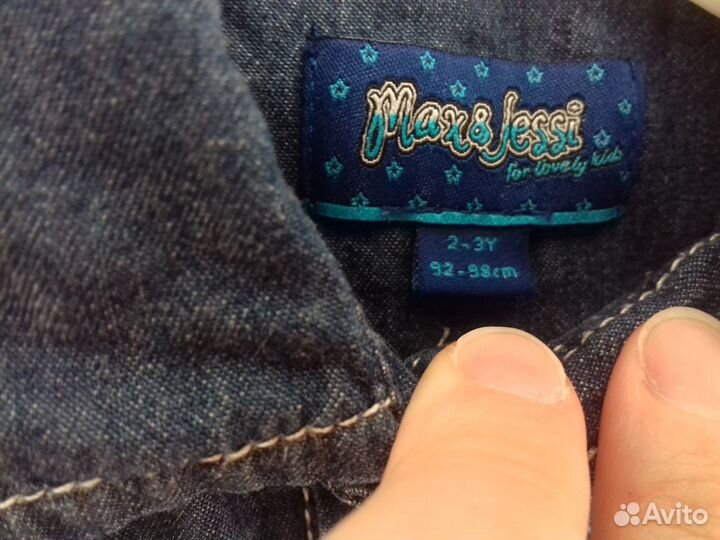 Max & Jessi
for lovely kids
2-3Y
92-98cm
Avito